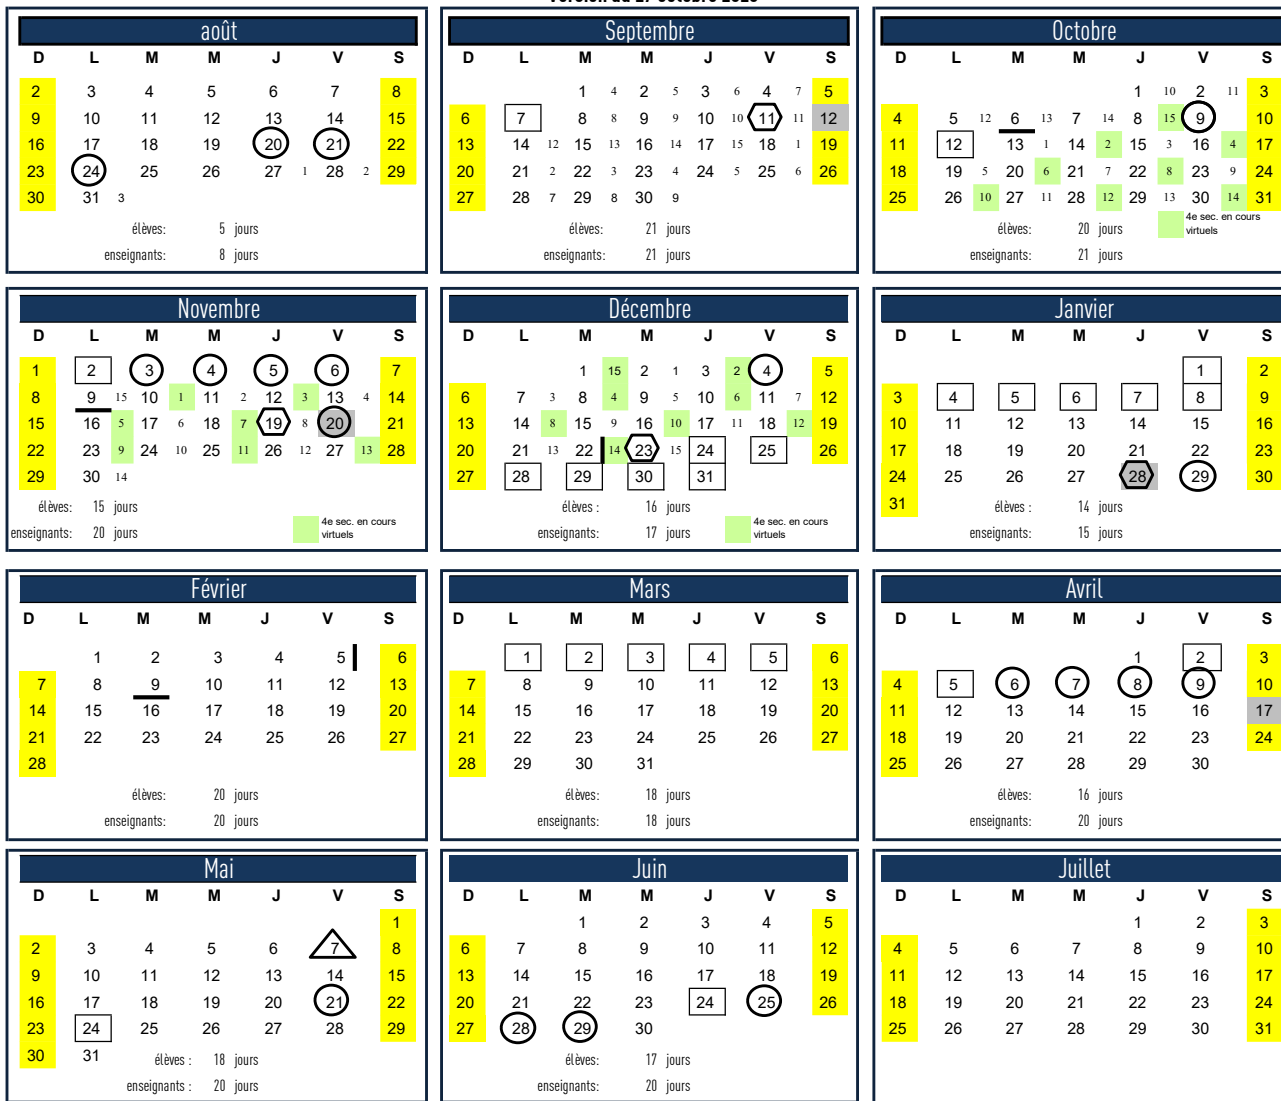 août
D L M M J V S
2 3 4 5 6 7 8
9 10 11 12 13 14 15
16 17 18 19 20 21 22
23 24 25 26 27 1 28 2 29
30 31 3
élèves: 5 jours
enseignants: 8 jours
Septembre
D L M M J V S
1 4 2 5 3 6 4 7 5
6 7 8 8 9 9 10 10 11 11 12
13 14 12 15 13 16 14 17 15 18 1 19
20 21 2 22 3 23 4 24 5 25 6 26
27 28 7 29 8 30 9
élèves: 21 jours
enseignants: 21 jours
Octobre
D L M M J V S
1 10 2 11 3
4 5 12 6 13 7 14 8 15 9 10
11 12 13 1 14 2 15 3 16 4 17
18 19 5 20 6 21 7 22 8 23 9 24
25 26 10 27 11 28 12 29 13 30 14 31
élèves: 20 jours
4e sec. en cours
virtuels
enseignants: 21 jours
Novembre
D L M M J V S
1 2 3 4 5 6 7
8 9 15 10 1 11 2 12 3 13 4 14
15 16 5 17 6 18 7 19 8 20 21
22 23 9 24 10 25 11 26 12 27 13 28
29 30 14
élèves: 15 jours
enseignants: 20 jours
4e sec. en cours
virtuels
Décembre
D L M M J V S
1 15 2 1 3 2 4 5
6 7 3 8 4 9 5 10 6 11 7 12
13 14 8 15 9 16 10 17 11 18 12 19
20 21 13 22 14 23 15 24 25 26
27 28 29 30 31
élèves : 16 jours
enseignants: 17 jours
4e sec. en cours
virtuels
Janvier
D L M M J V S
1 2
3 4 5 6 7 8 9
10 11 12 13 14 15 16
17 18 19 20 21 22 23
24 25 26 27 28 29 30
31
élèves : 14 jours
enseignants: 15 jours
Février
D L M M J V S
1 2 3 4 5 6
7 8 9 10 11 12 13
14 15 16 17 18 19 20
21 22 23 24 25 26 27
28
élèves: 20 jours
enseignants: 20 jours
Mars
D L M M J V S
1 2 3 4 5 6
7 8 9 10 11 12 13
14 15 16 17 18 19 20
21 22 23 24 25 26 27
28 29 30 31
élèves: 18 jours
enseignants: 18 jours
Avril
D L M M J V S
1 2 3
4 5 6 7 8 9 10
11 12 13 14 15 16 17
18 19 20 21 22 23 24
25 26 27 28 29 30
élèves: 16 jours
enseignants: 20 jours
Mai
D L M M J V S
1
2 3 4 5 6 7 8
9 10 11 12 13 14 15
16 17 18 19 20 21 22
23 24 25 26 27 28 29
30 31
élèves : 18 jours
enseignants : 20 jours
Juin
D L M M J V S
1 2 3 4 5
6 7 8 9 10 11 12
13 14 15 16 17 18 19
20 21 22 23 24 25 26
27 28 29 30
élèves: 17 jours
enseignants: 20 jours
Juillet
D L M M J V S
1 2 3
4 5 6 7 8 9 10
11 12 13 14 15 16 17
18 19 20 21 22 23 24
25 26 27 28 29 30 31